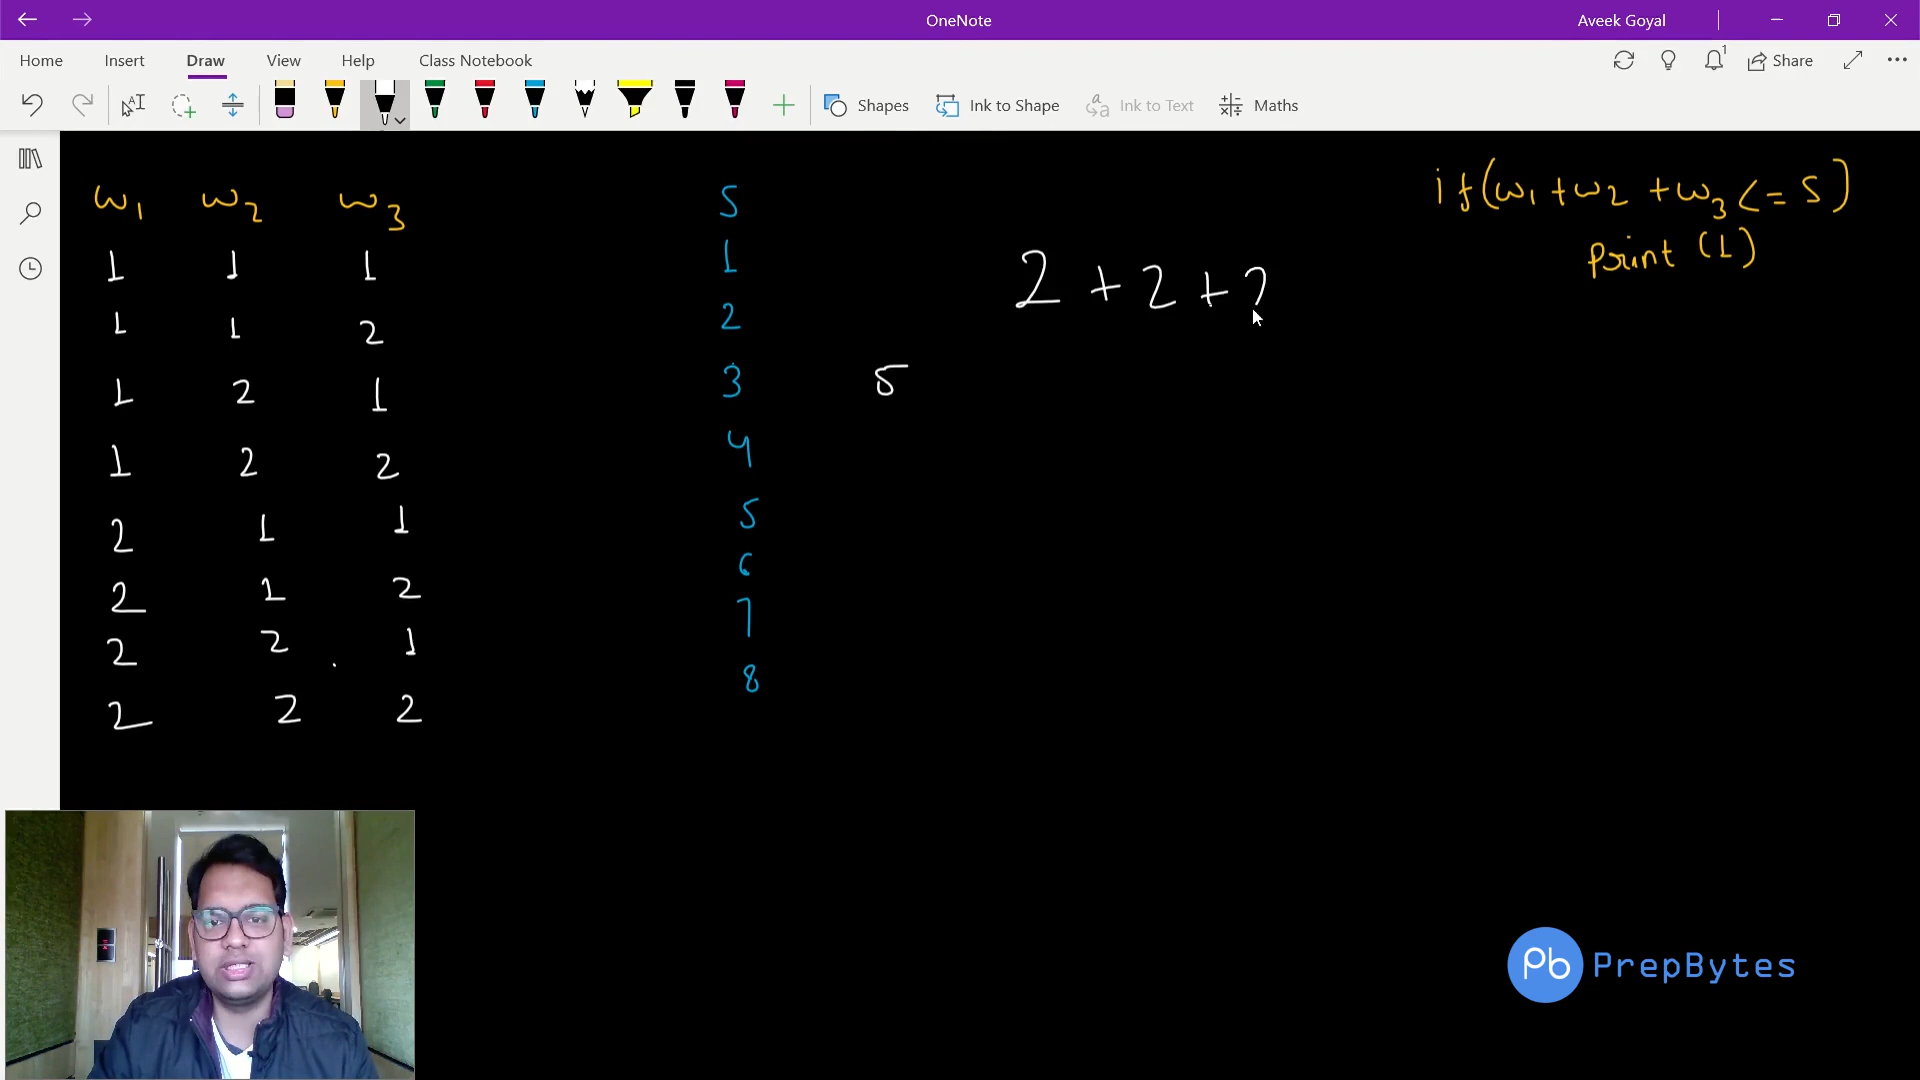 OneNote
Aveek Goyal
Home Insert Draw View Help Class Notebook
1
Share
Shapes Ink to Shape Ink to Text Maths
w1 w2 w3 S
if(w1+w2+w3<=S)
print(1)
1 1 1 1
2+2+2
1 1 2 2
1 2 1 3 5
1 2 2 4
2 1 1 5
2 1 2 6
2 2 1 7
2 2 2 8
Pb PrepBytes